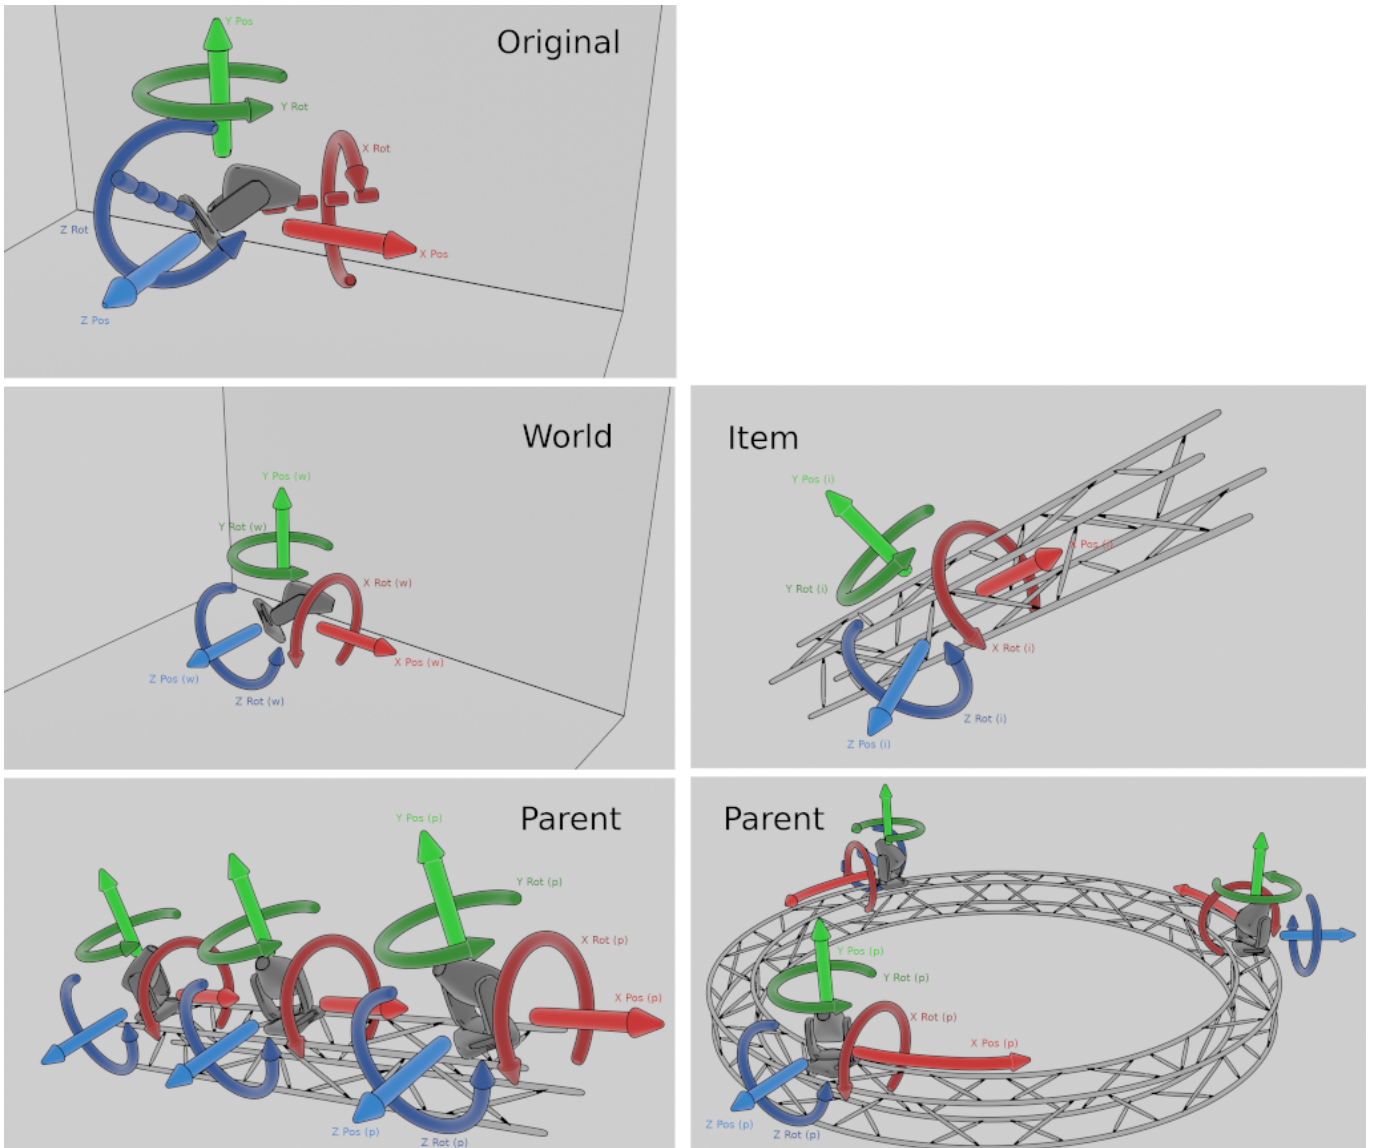 Original
Y Pos
Y Rot
X Rot
Z Rot
X Pos
Z Pos
World
Y Pos (w)
Y Rot (w)
X Rot (w)
X Pos (w)
Z Pos (w)
Z Rot (w)
Item
Y Pos (i)
X Pos (i)
Y Rot (i)
X Rot (i)
Z Rot (i)
Z Pos (i)
Parent
Y Pos (p)
Y Rot (p)
X Rot (p)
X Pos (p)
Z Pos (p)
Z Rot (p)
Parent
Y Pos (p)
Y Rot (p)
X Rot (p)
X Pos (p)
Z Pos (p)
Z Rot (p)